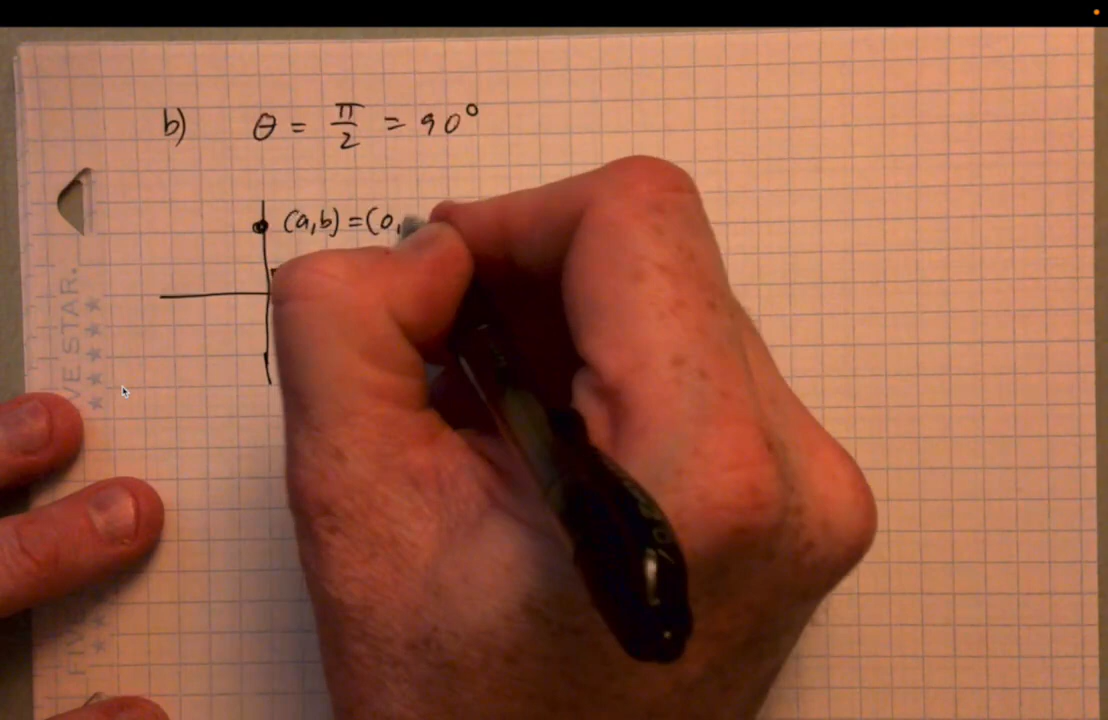 b) θ = π/2 = 90°
(a,b) = (0,
FIVE STAR.
★★★★★